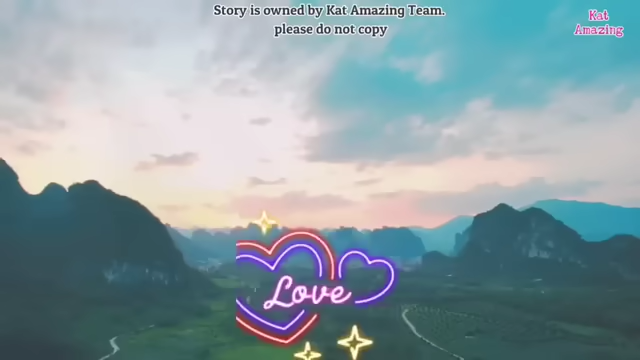 Story is owned by Kat Amazing Team.
please do not copy
Kat
Amazing
Love